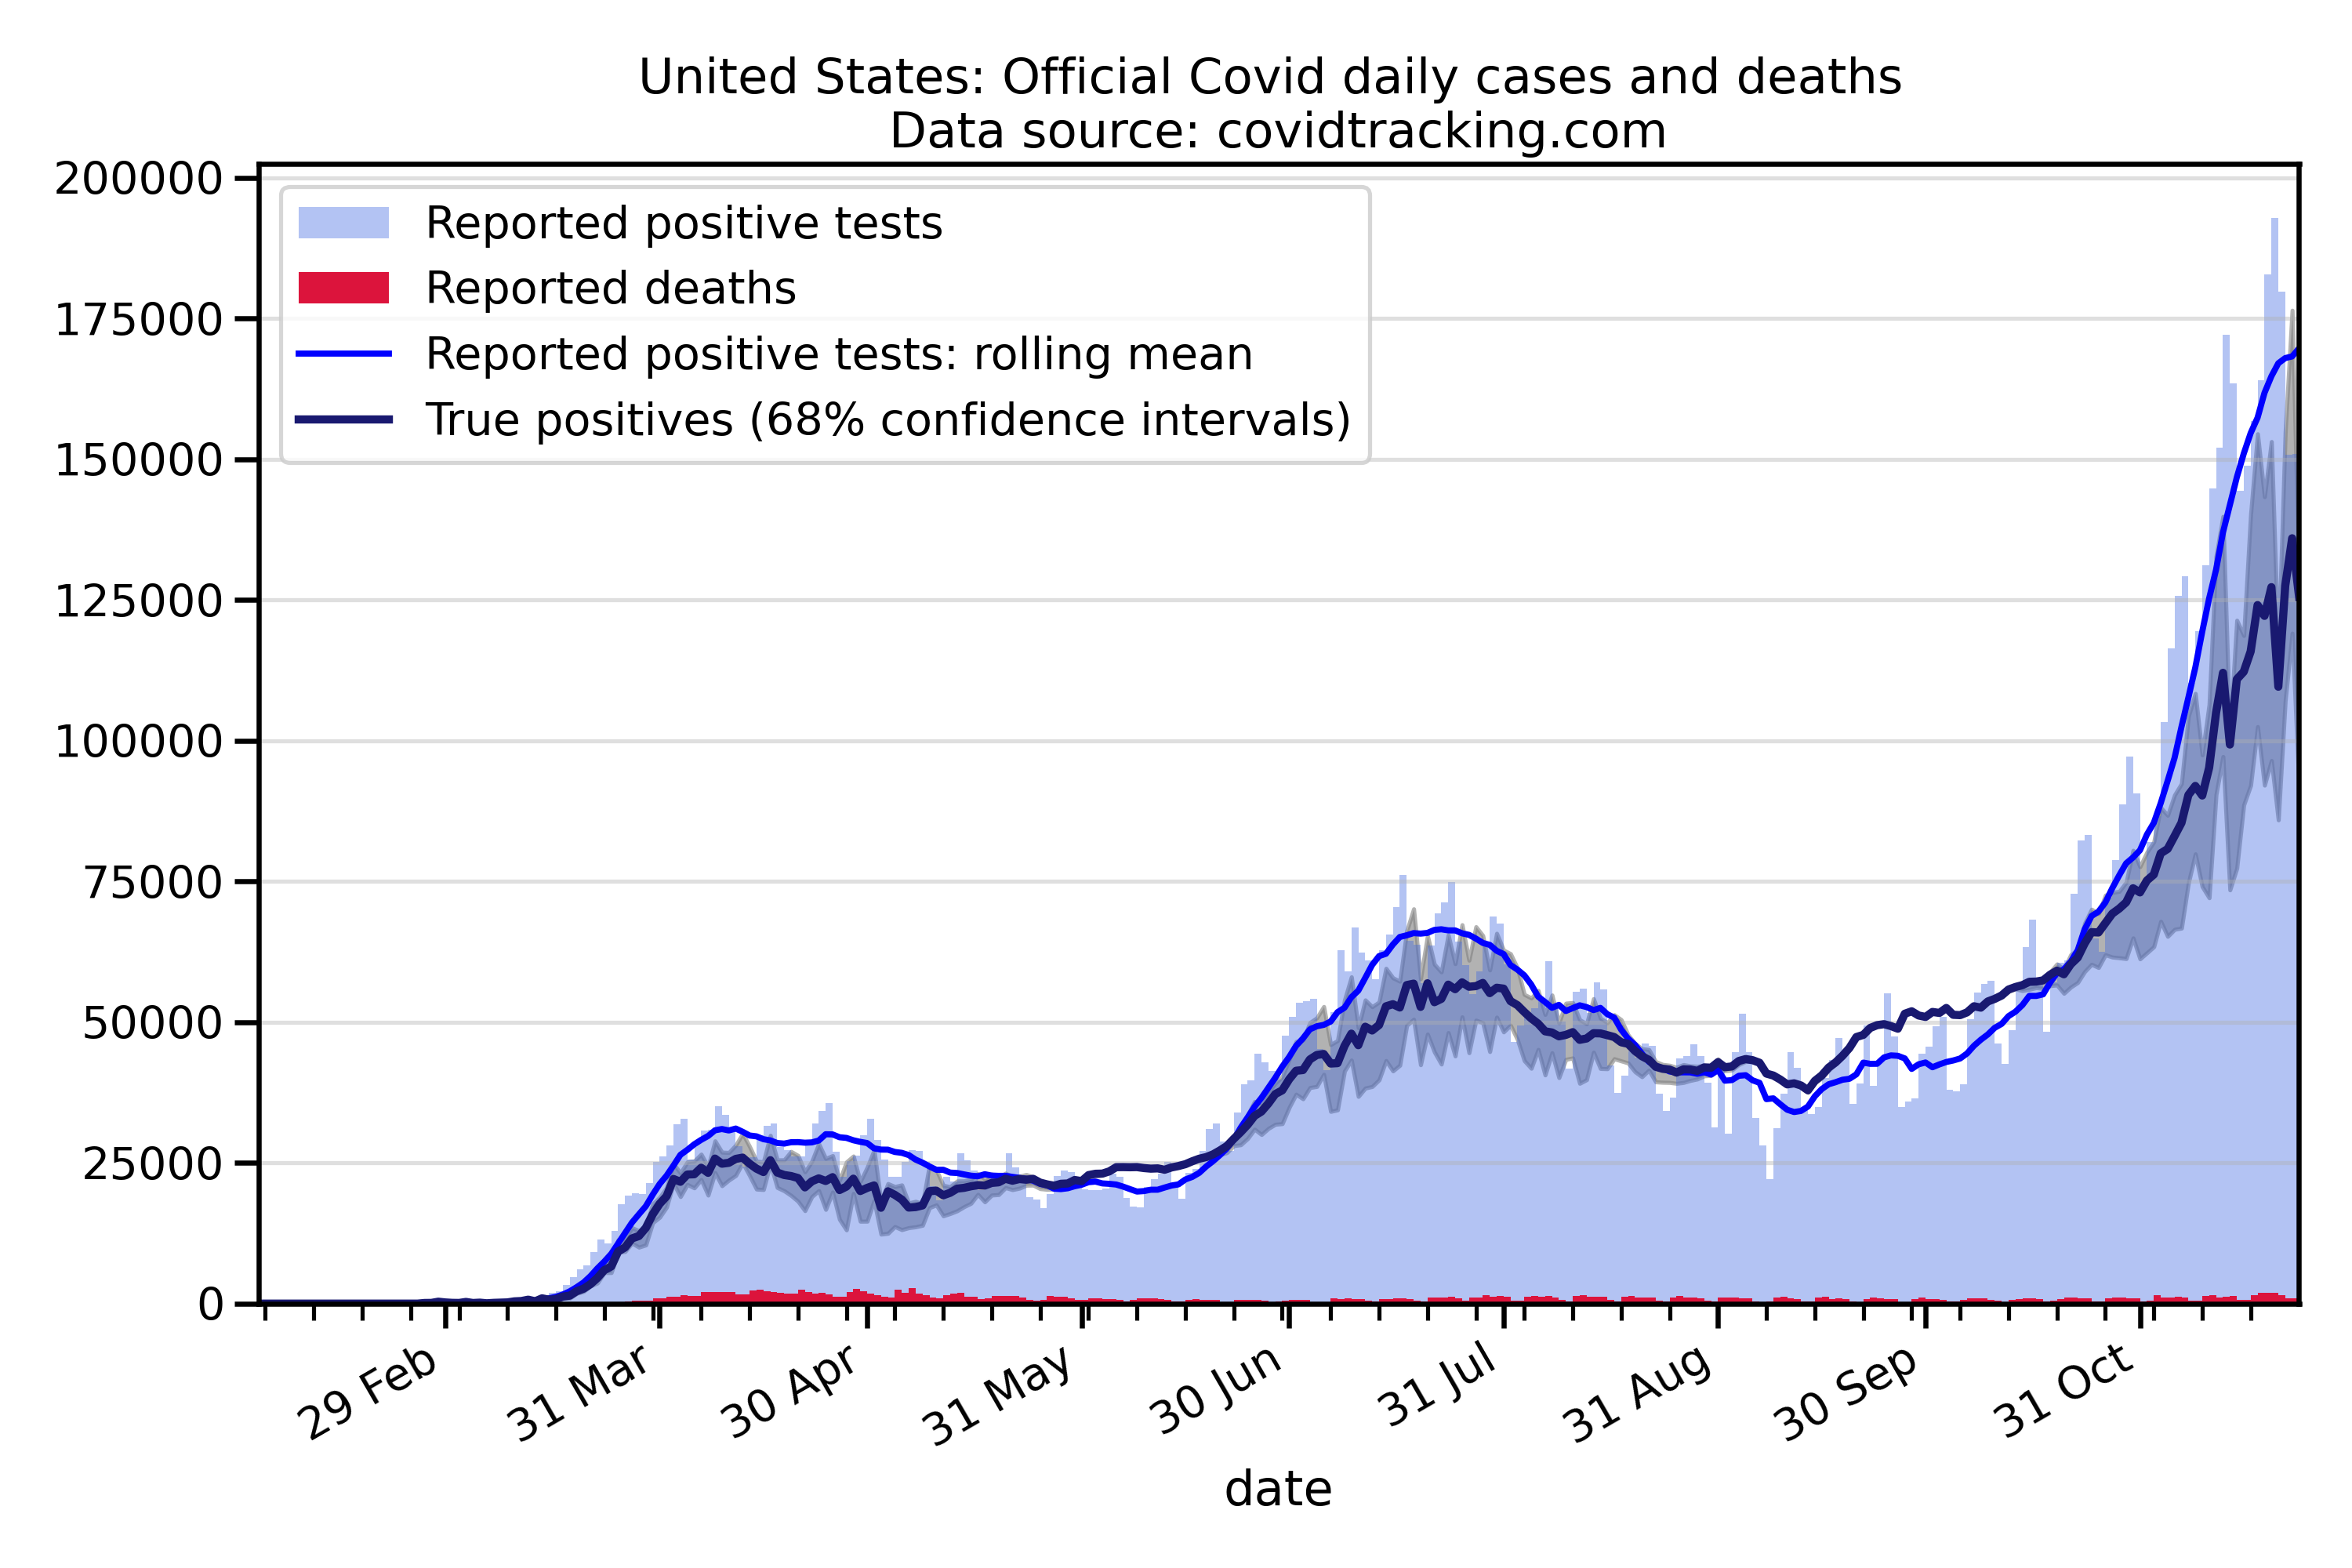 United States: Official Covid daily cases and deaths
Data source: covidtracking.com
200000
175000
150000
125000
100000
75000
50000
25000
0
Reported positive tests
Reported deaths
Reported positive tests: rolling mean
True positives (68% confidence intervals)
29 Feb
31 Mar
30 Apr
31 May
30 Jun
31 Jul
31 Aug
30 Sep
31 Oct
date